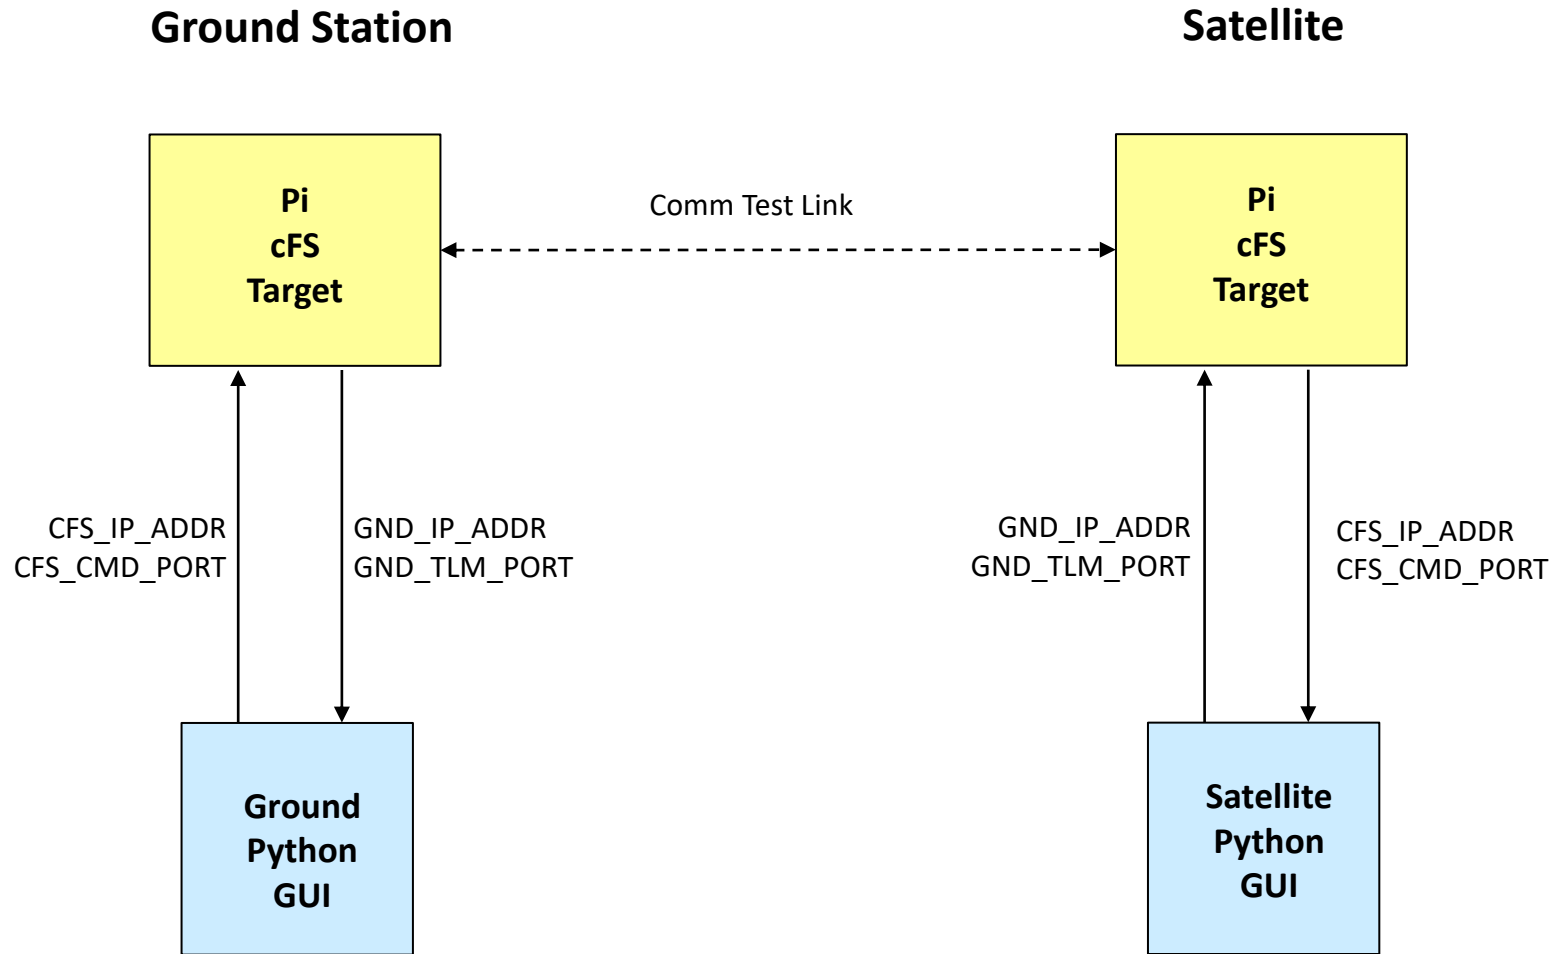 Ground Station
Satellite
Pi
cFS
Target
Comm Test Link
Pi
cFS
Target
CFS_IP_ADDR
CFS_CMD_PORT
GND_IP_ADDR
GND_TLM_PORT
GND_IP_ADDR
GND_TLM_PORT
CFS_IP_ADDR
CFS_CMD_PORT
Ground
Python
GUI
Satellite
Python
GUI